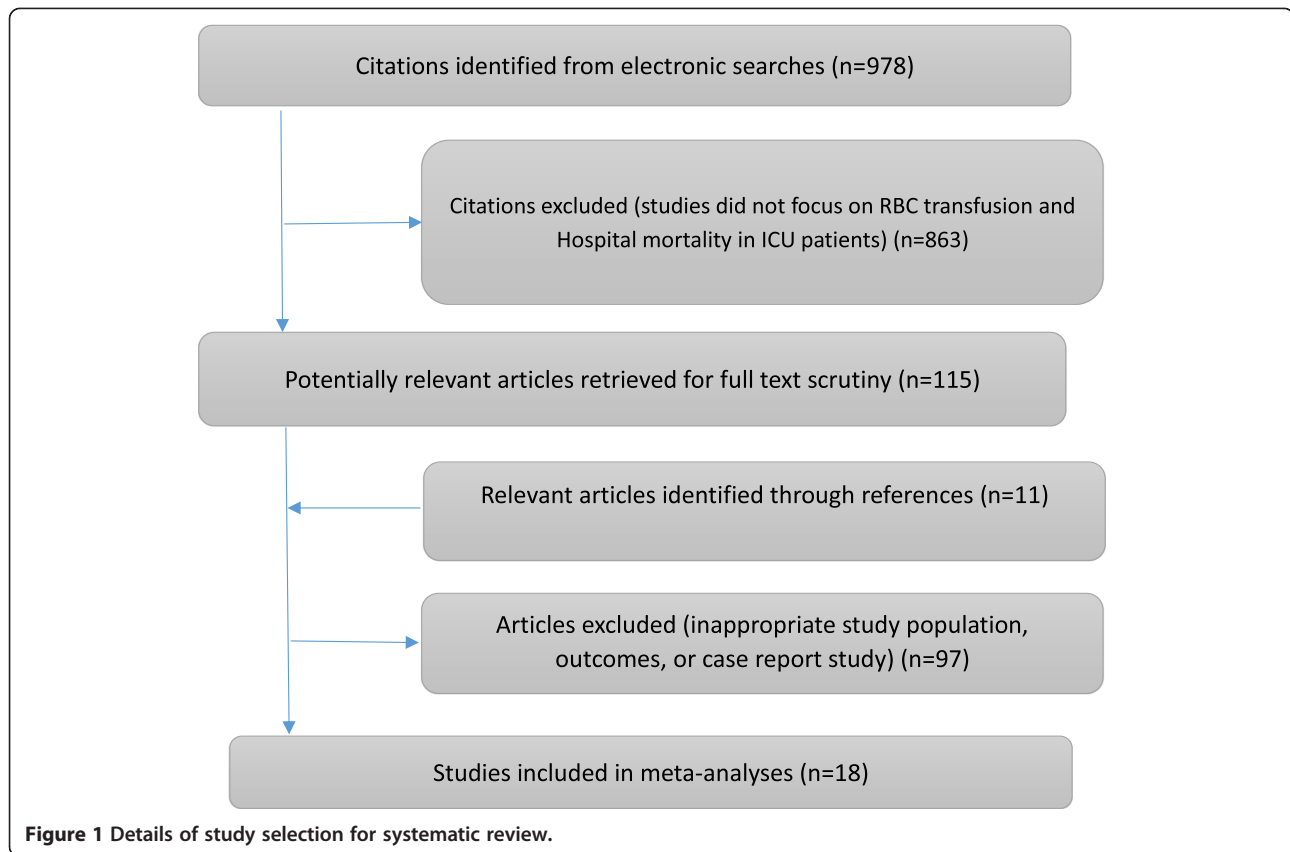 Citations identified from electronic searches (n=978)
Citations excluded (studies did not focus on RBC transfusion and
Hospital mortality in ICU patients) (n=863)
Potentially relevant articles retrieved for full text scrutiny (n=115)
Relevant articles identified through references (n=11)
Articles excluded (inappropriate study population,
outcomes, or case report study) (n=97)
Studies included in meta-analyses (n=18)
Figure 1 Details of study selection for systematic review.